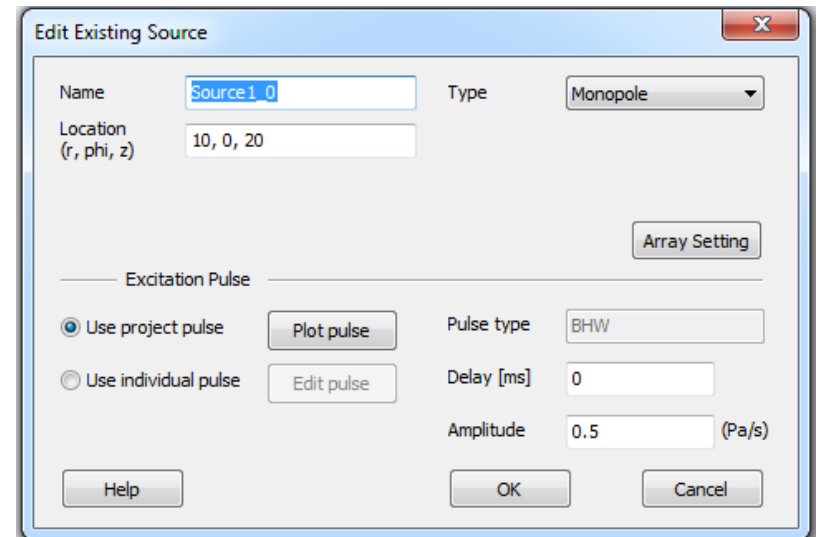 Edit Existing Source
Name Source1_0 Type Monopole
Location
(r, phi, z) 10, 0, 20
Array Setting
Excitation Pulse
Use project pulse Plot pulse Pulse type BHW
Use individual pulse Edit pulse Delay [ms] 0
Amplitude 0.5 (Pa/s)
Help OK Cancel